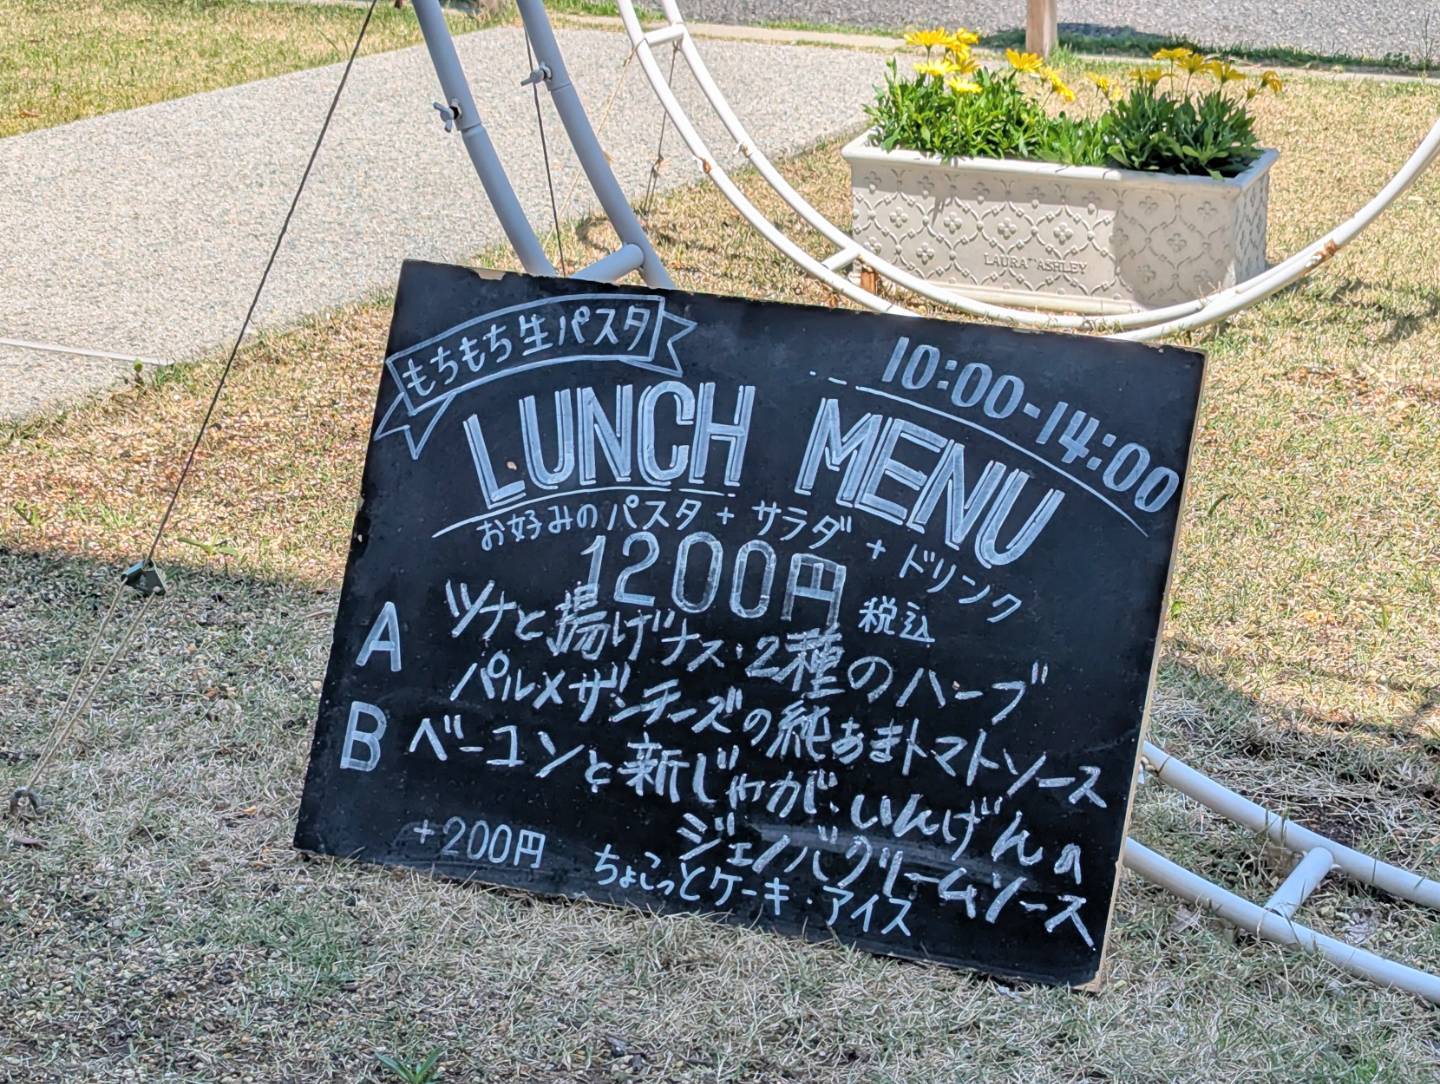 LAURA ASHLEY
もちもち生パスタ
10:00-14:00
LUNCH MENU
お好みのパスタ + サラダ + ドリンク
1200円 税込
A ツナと揚げナス・2種のハーブ
パルメザンチーズの純あまトマトソース
B ベーコンと新じゃが、いんげんの
ジェノバクリームソース
+200円 ちょこっとケーキ・アイス